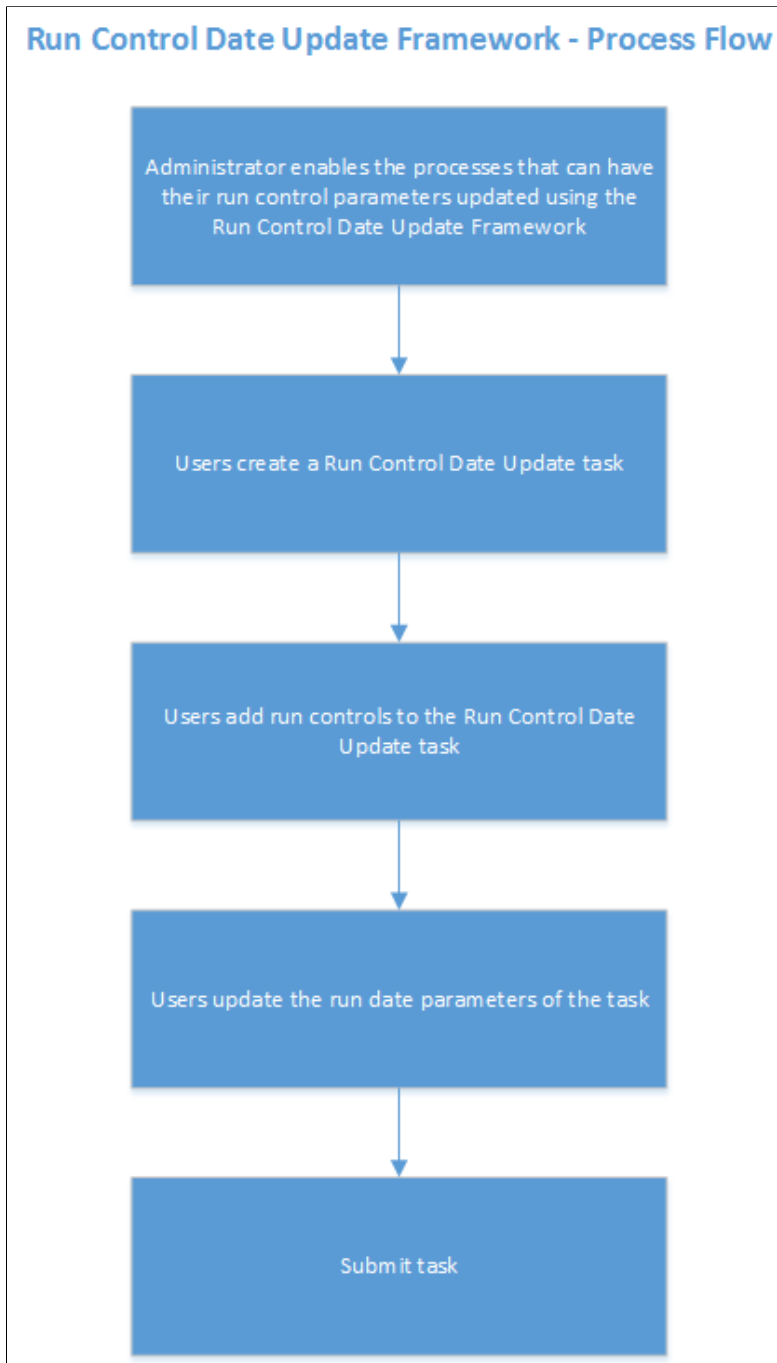 Run Control Date Update Framework - Process Flow
Administrator enables the processes that can have
their run control parameters updated using the
Run Control Date Update Framework
Users create a Run Control Date Update task
Users add run controls to the Run Control Date
Update task
Users update the run date parameters of the task
Submit task